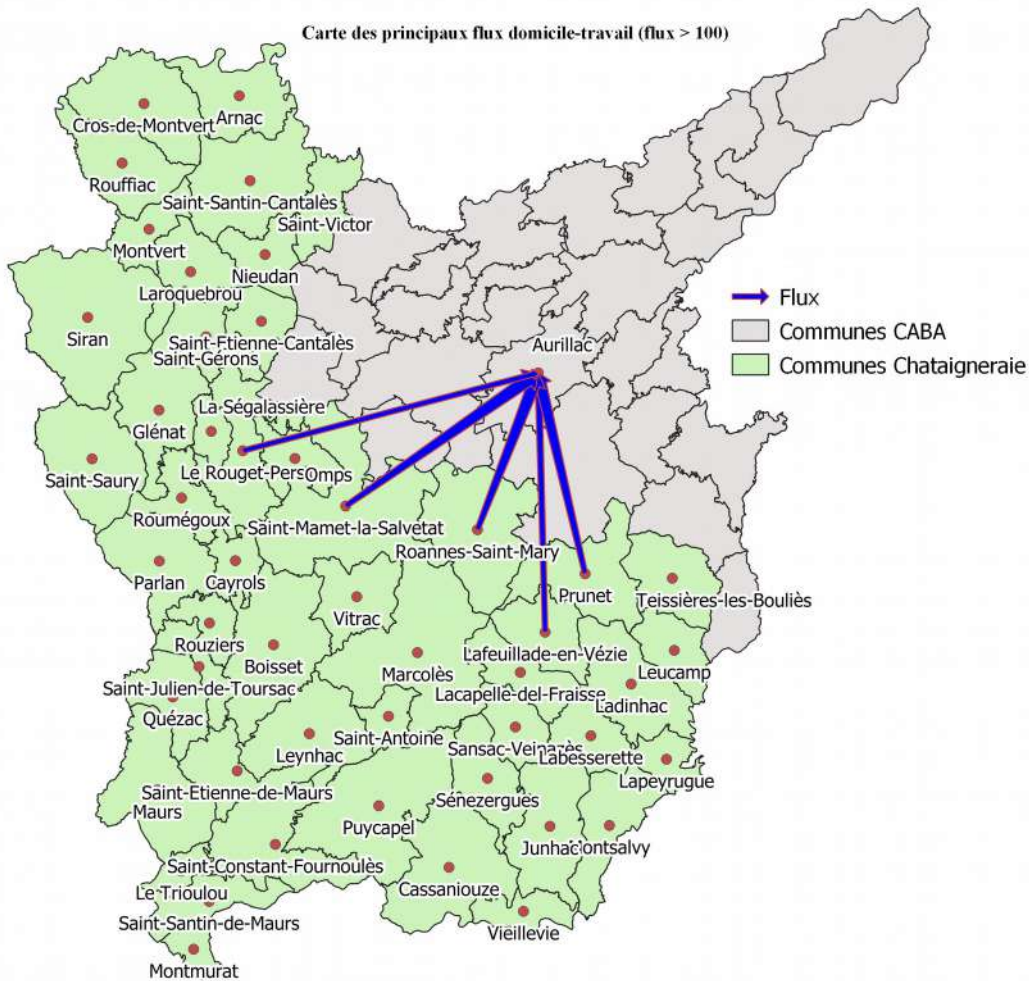 Carte des principaux flux domicile-travail (flux > 100)
Arnac
Cros-de-Montvert
Rouffiac
Saint-Santin-Cantalès
Saint-Victor
Montvert
Nieudan
Laroquebrou
Flux
Communes CABA
Communes Chataigneraie
Siran
Saint-Etienne-Cantalès
Saint-Gérons
Aurillac
La Ségalassière
Glénat
Saint-Saury
Le Rouget-Pers
Omps
Roumégoux
Saint-Mamet-la-Salvetat
Roannes-Saint-Mary
Parlan
Cayrols
Prunet
Teissières-les-Bouliès
Vitrac
Rouziers
Boisset
Marcolès
Lafeuillade-en-Vézie
Leucamp
Saint-Julien-de-Toursac
Lacapelle-del-Fraisse
Ladinhac
Quézac
Leynhac
Saint-Antoine
Sansac-Veinazès
Labesserette
Lapeyrugue
Saint-Etienne-de-Maurs
Maurs
Sénezergues
Puycapel
Junhac
Montsalvy
Saint-Constant-Fournoulès
Cassaniouze
Le Trioulou
Saint-Santin-de-Maurs
Vieillevie
Montmurat